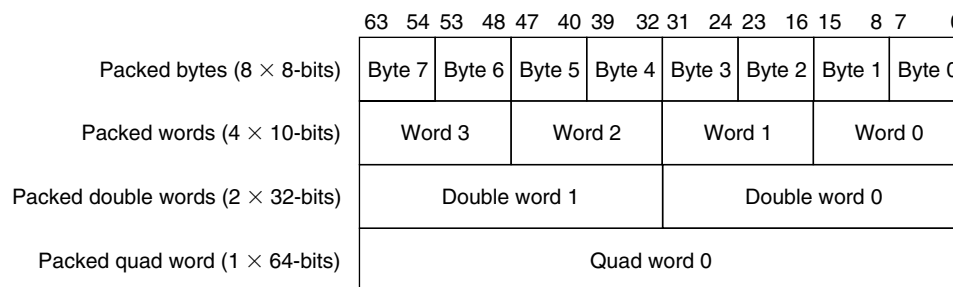 63 54 53 48 47 40 39 32 31 24 23 16 15 8 7
Packed bytes (8 × 8-bits) Byte 7 Byte 6 Byte 5 Byte 4 Byte 3 Byte 2 Byte 1 Byte 0
Packed words (4 × 10-bits) Word 3 Word 2 Word 1 Word 0
Packed double words (2 × 32-bits) Double word 1 Double word 0
Packed quad word (1 × 64-bits) Quad word 0